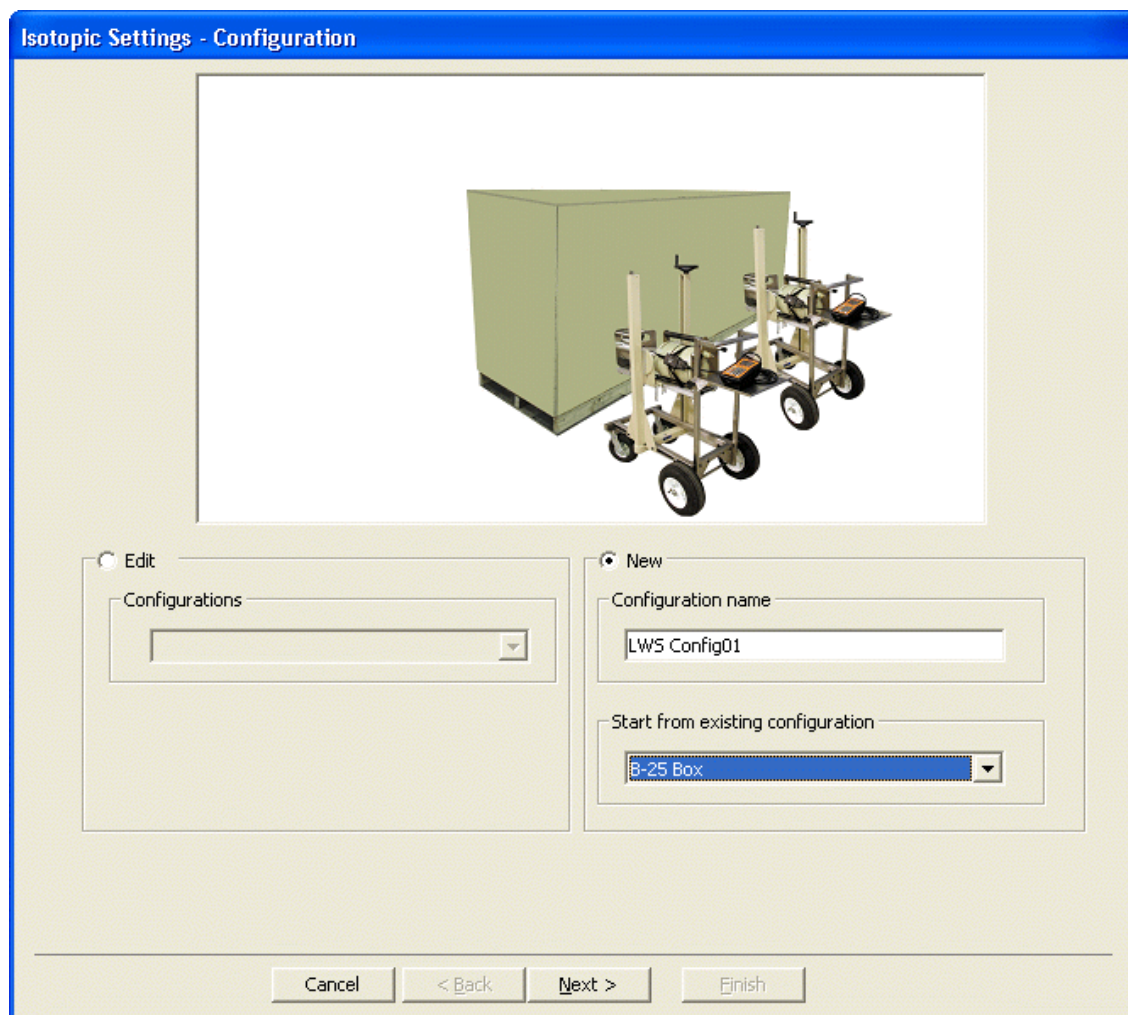 Isotopic Settings - Configuration
Edit
Configurations
New
Configuration name
LWS Config01
Start from existing configuration
B-25 Box
Cancel
< Back
Next >
Finish